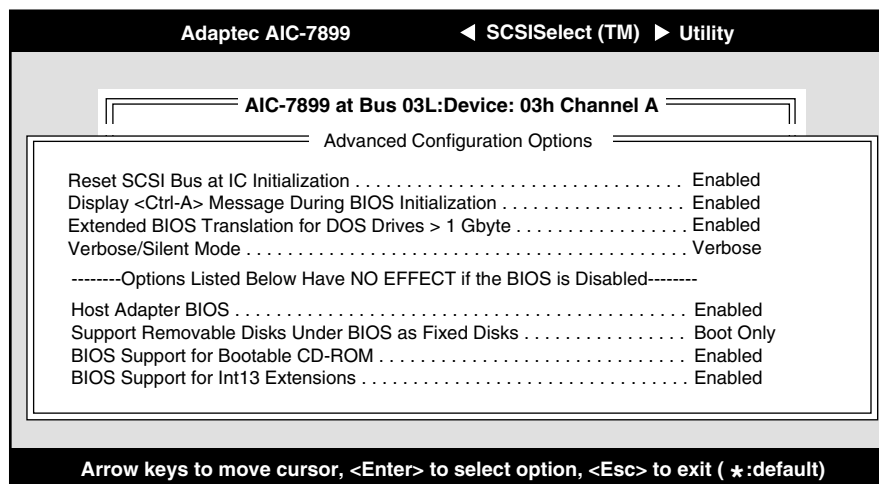 Adaptec AIC-7899 ◀ SCSISelect (TM) ▶ Utility
AIC-7899 at Bus 03L:Device: 03h Channel A
Advanced Configuration Options
Reset SCSI Bus at IC Initialization . . . . . . . . . . . . . . . . . . . . . . . . . . . . . . . . Enabled
Display <Ctrl-A> Message During BIOS Initialization . . . . . . . . . . . . . . . . . . Enabled
Extended BIOS Translation for DOS Drives > 1 Gbyte . . . . . . . . . . . . . . . . . Enabled
Verbose/Silent Mode . . . . . . . . . . . . . . . . . . . . . . . . . . . . . . . . . . . . . . . . . . . Verbose
--------Options Listed Below Have NO EFFECT if the BIOS is Disabled--------
Host Adapter BIOS . . . . . . . . . . . . . . . . . . . . . . . . . . . . . . . . . . . . . . . . . . . . Enabled
Support Removable Disks Under BIOS as Fixed Disks . . . . . . . . . . . . . . . . Boot Only
BIOS Support for Bootable CD-ROM . . . . . . . . . . . . . . . . . . . . . . . . . . . . . . Enabled
BIOS Support for Int13 Extensions . . . . . . . . . . . . . . . . . . . . . . . . . . . . . . . . Enabled
Arrow keys to move cursor, <Enter> to select option, <Esc> to exit ( *:default)